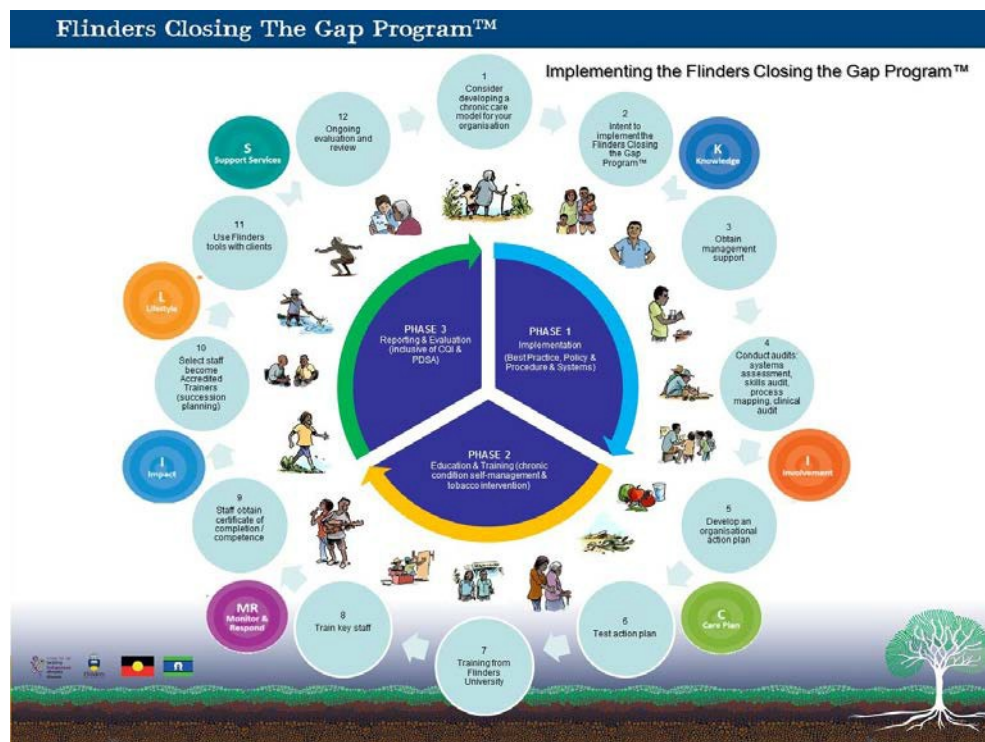 Flinders Closing The Gap Program™
Implementing the Flinders Closing the Gap Program™
1
Consider
developing a
chronic care
model for your
organisation
2
Intent to
implement the
Flinders Closing
the Gap
Program™
K
Knowledge
3
Obtain
management
support
4
Conduct audits:
systems
assessment,
skills audit,
process
mapping, clinical
audit
I
Involvement
5
Develop an
organisational
action plan
C
Care Plan
6
Test action plan
7
Training from
Flinders
University
8
Train key staff
MR
Monitor &
Respond
9
Staff obtain
certificate of
completion /
competence
I
Impact
10
Select staff
become
Accredited
Trainers
(succession
planning)
L
Lifestyle
11
Use Flinders
tools with clients
S
Support Services
12
Ongoing
evaluation and
review
PHASE 1
Implementation
(Best Practice, Policy &
Procedure & Systems)
PHASE 2
Education & Training (chronic
condition self-management &
tobacco intervention)
PHASE 3
Reporting & Evaluation
(inclusive of CQI &
PDSA)